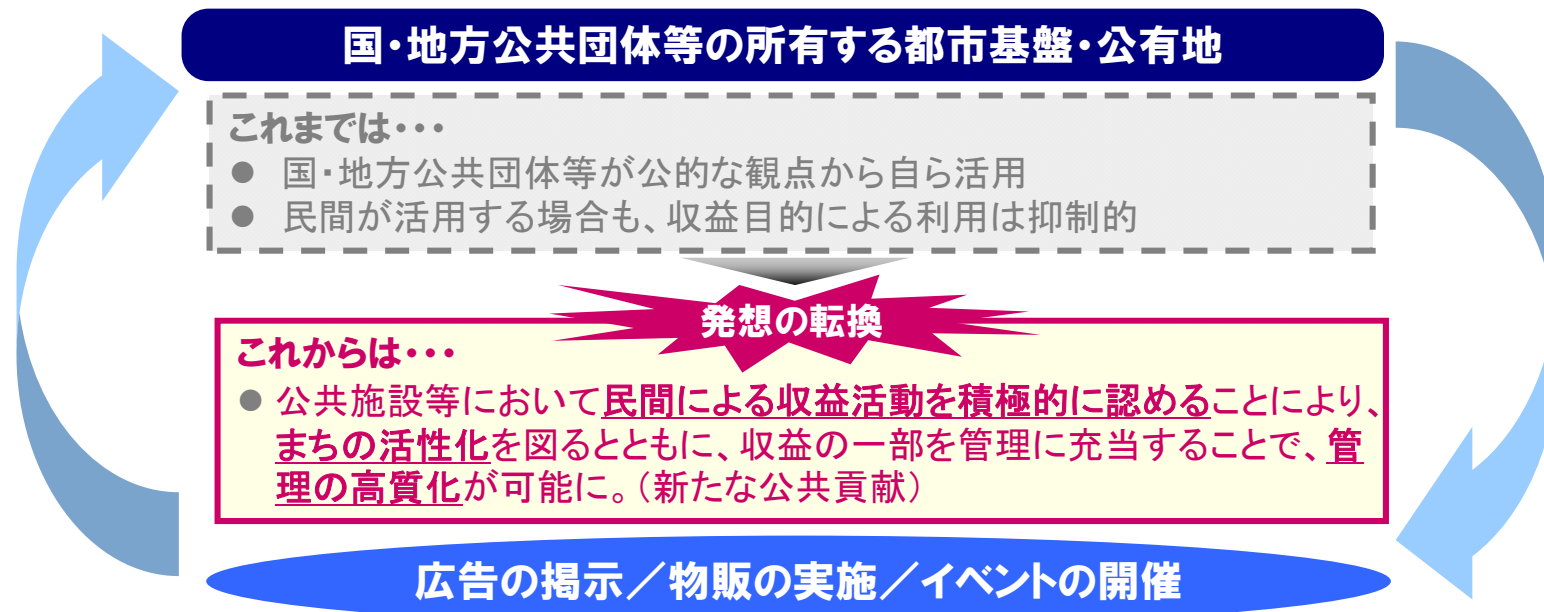 国・地方公共団体等の所有する都市基盤・公有地
これまでは・・・
● 国・地方公共団体等が公的な観点から自ら活用
● 民間が活用する場合も、収益目的による利用は抑制的
発想の転換
これからは・・・
● 公共施設等において民間による収益活動を積極的に認めることにより、
まちの活性化を図るとともに、収益の一部を管理に充当することで、管
理の高質化が可能に。（新たな公共貢献）
広告の掲示／物販の実施／イベントの開催